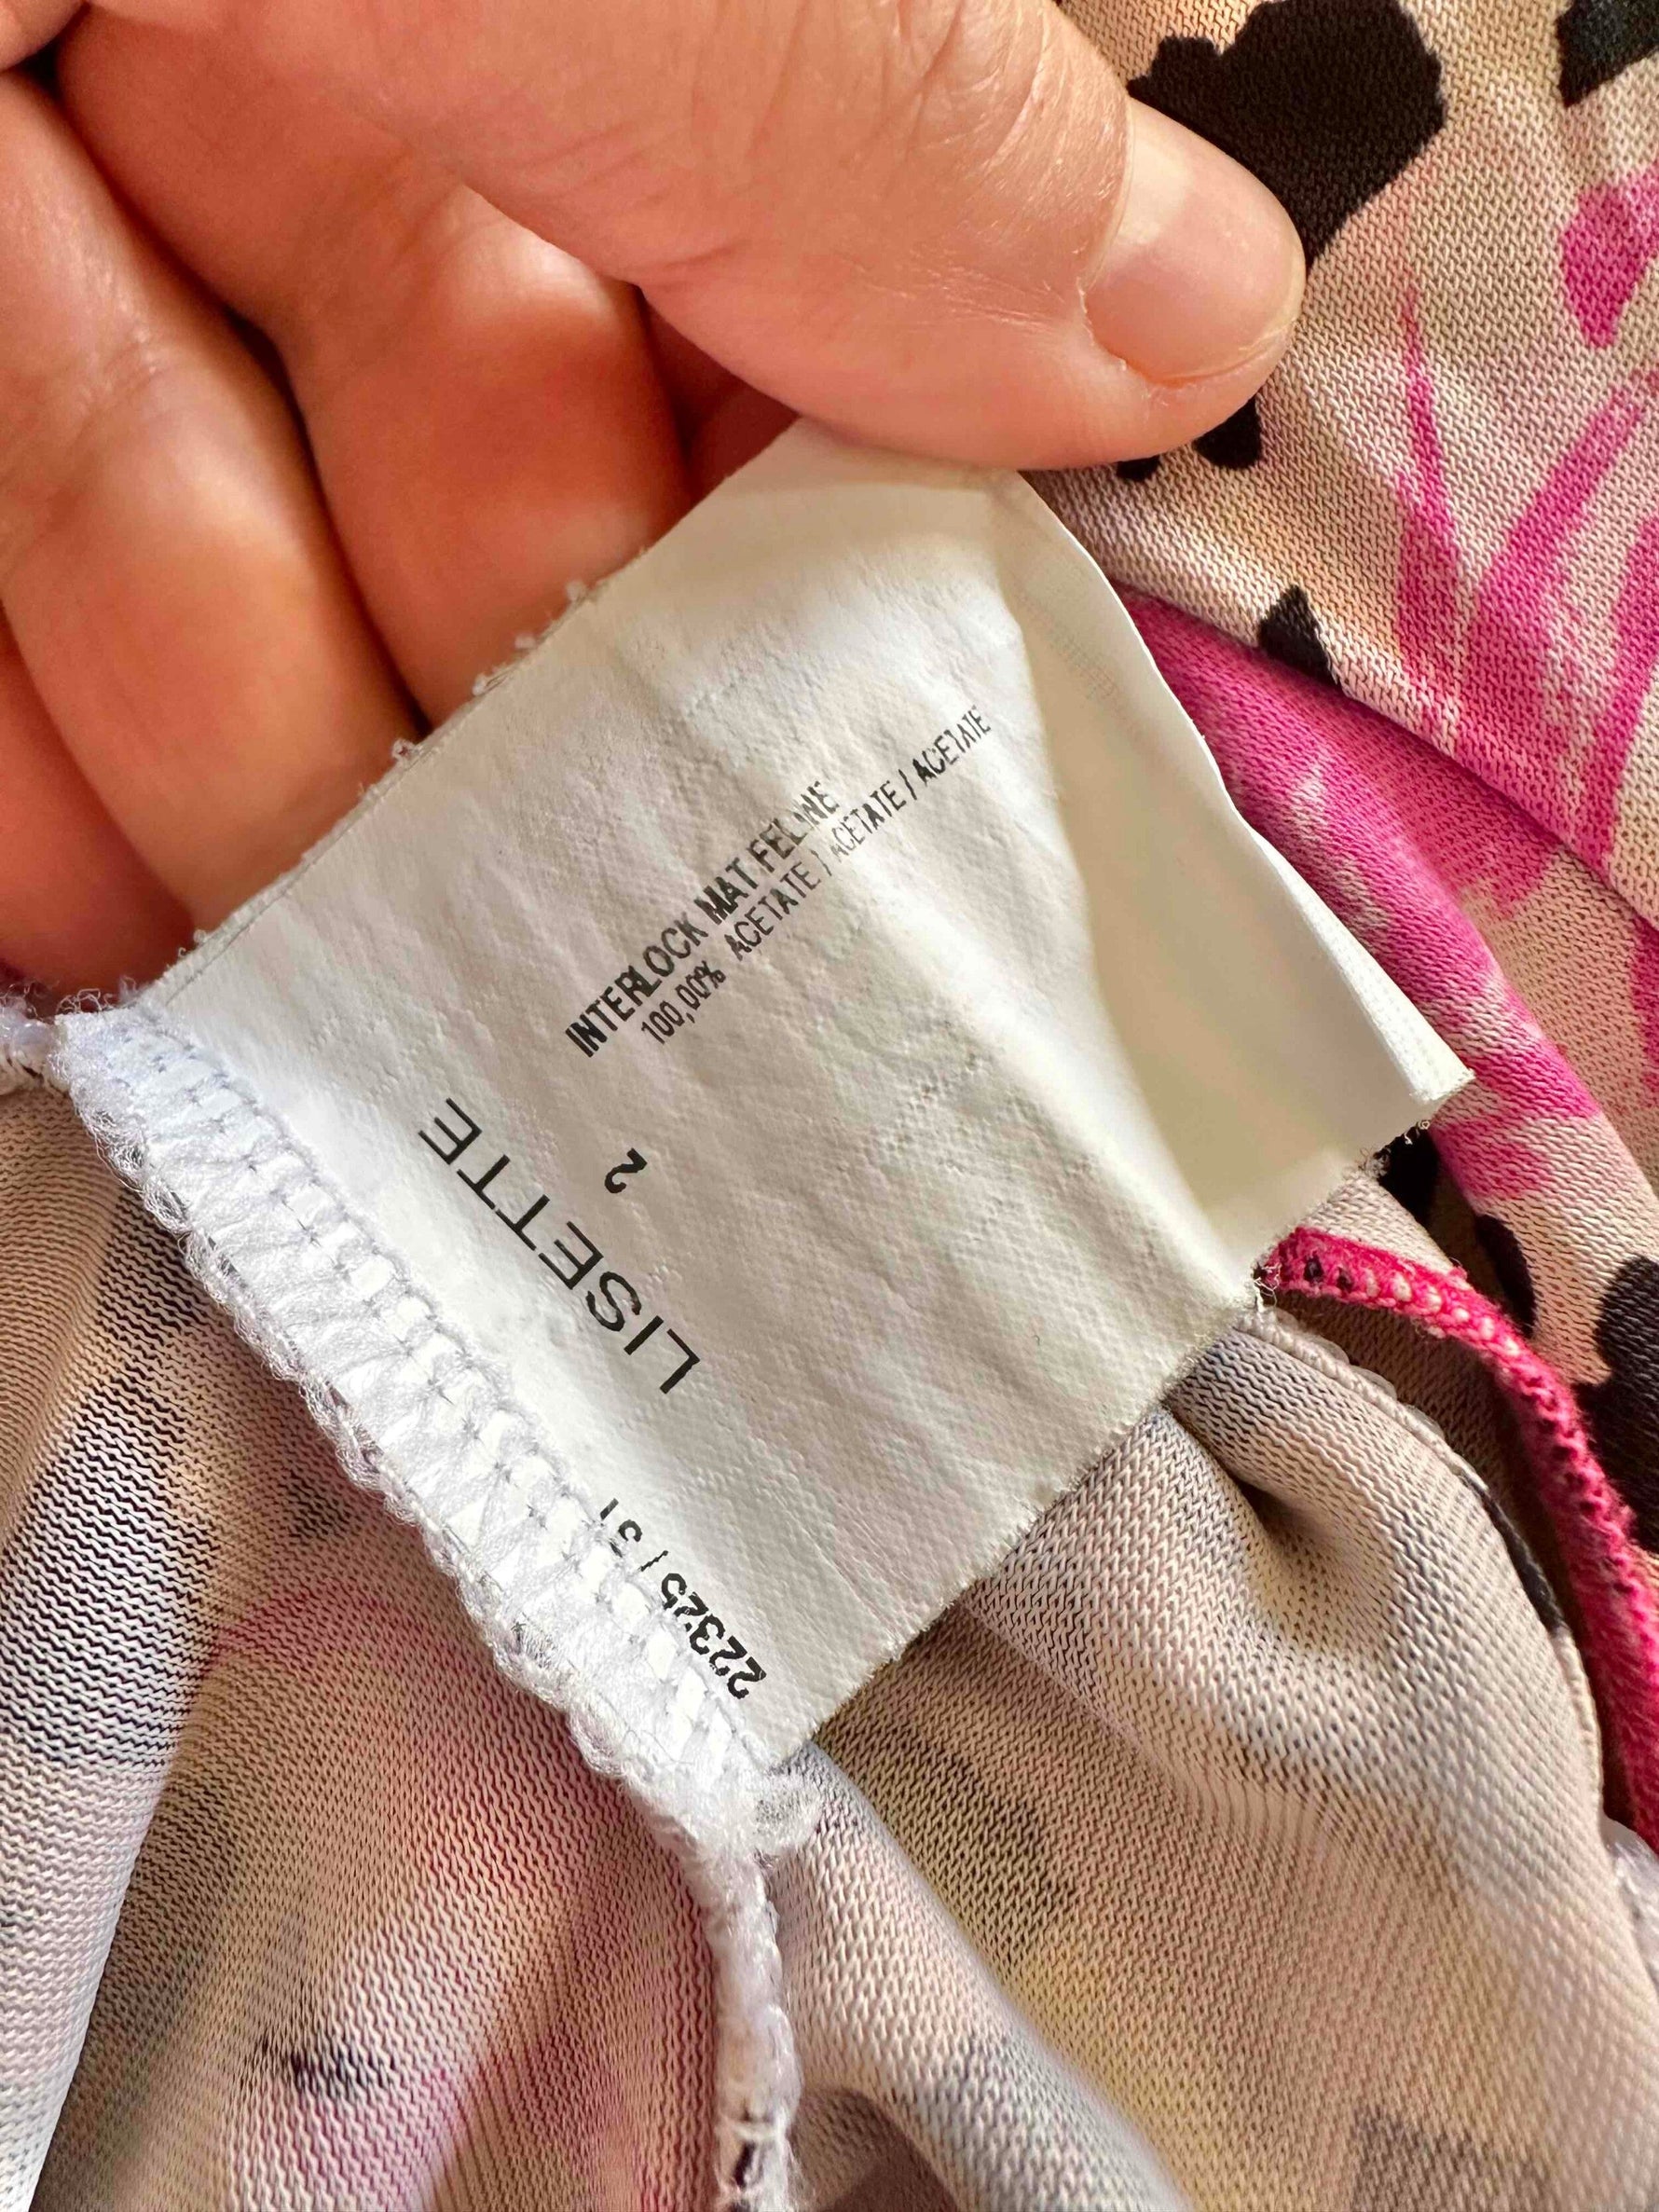 INTERLOCK MAT FELINE
100,00% ACETATE / ACETATE / ACETATE
LISETTE
2
22325 / 31